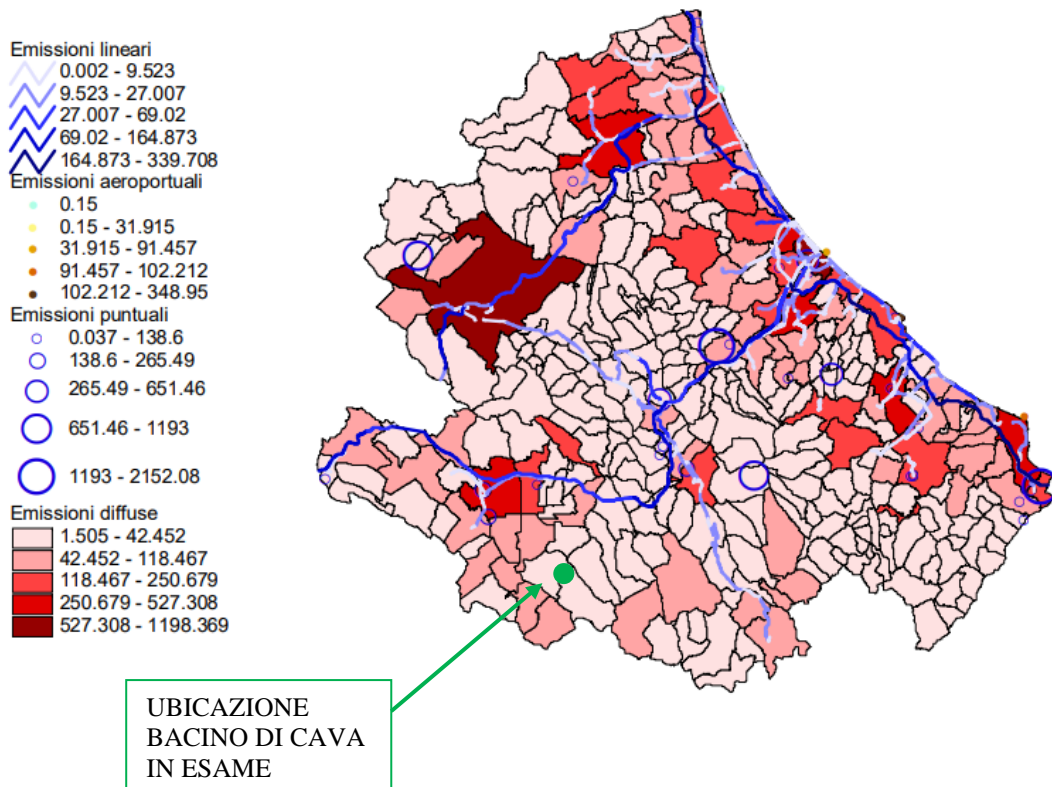 Emissioni lineari
0.002 - 9.523
9.523 - 27.007
27.007 - 69.02
69.02 - 164.873
164.873 - 339.708
Emissioni aeroportuali
0.15
0.15 - 31.915
31.915 - 91.457
91.457 - 102.212
102.212 - 348.95
Emissioni puntuali
0.037 - 138.6
138.6 - 265.49
265.49 - 651.46
651.46 - 1193
1193 - 2152.08
Emissioni diffuse
1.505 - 42.452
42.452 - 118.467
118.467 - 250.679
250.679 - 527.308
527.308 - 1198.369
UBICAZIONE
BACINO DI CAVA
IN ESAME